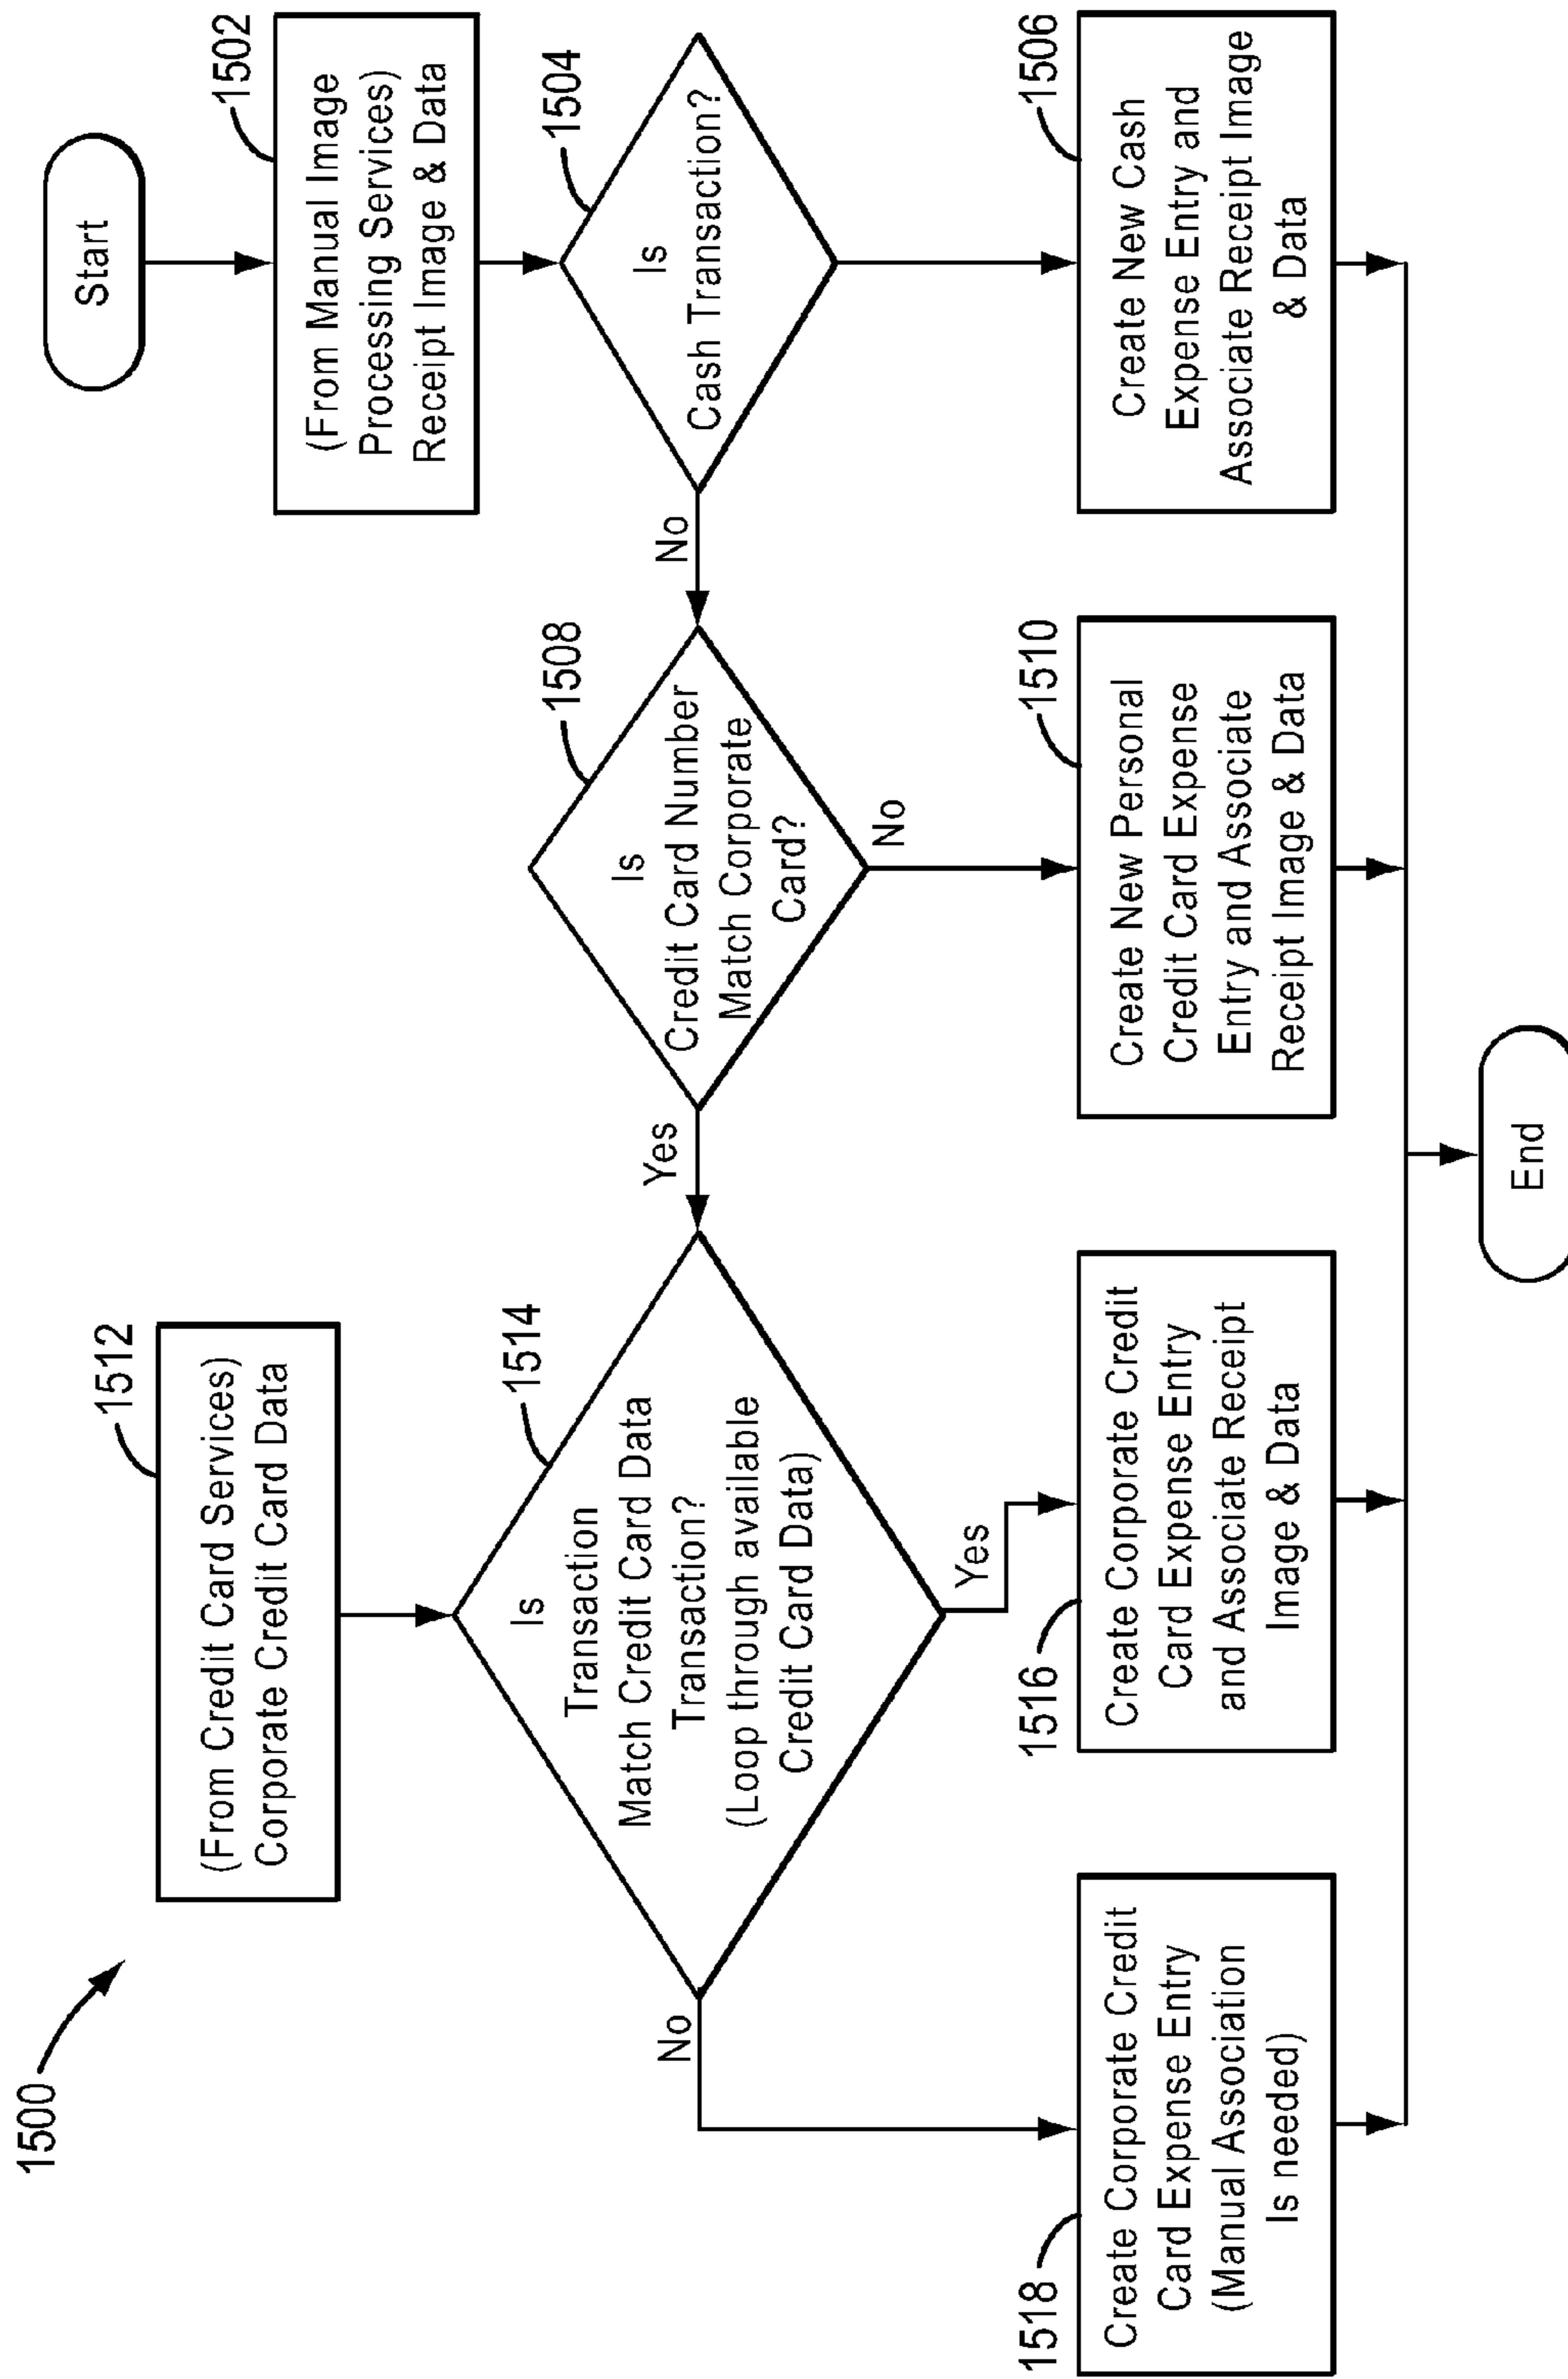 1500
Start
1502
(From Manual Image
Processing Services)
Receipt Image & Data
1504
Is
Cash Transaction?
No
1506
Create New Cash
Expense Entry and
Associate Receipt Image
& Data
1508
Is
Credit Card Number
Match Corporate
Card?
No
Yes
1510
Create New Personal
Credit Card Expense
Entry and Associate
Receipt Image & Data
1512
(From Credit Card Services)
Corporate Credit Card Data
1514
Is
Transaction
Match Credit Card Data
Transaction?
(Loop through available
Credit Card Data)
Yes
No
1516
Create Corporate Credit
Card Expense Entry
and Associate Receipt
Image & Data
1518
Create Corporate Credit
Card Expense Entry
(Manual Association
Is needed)
End